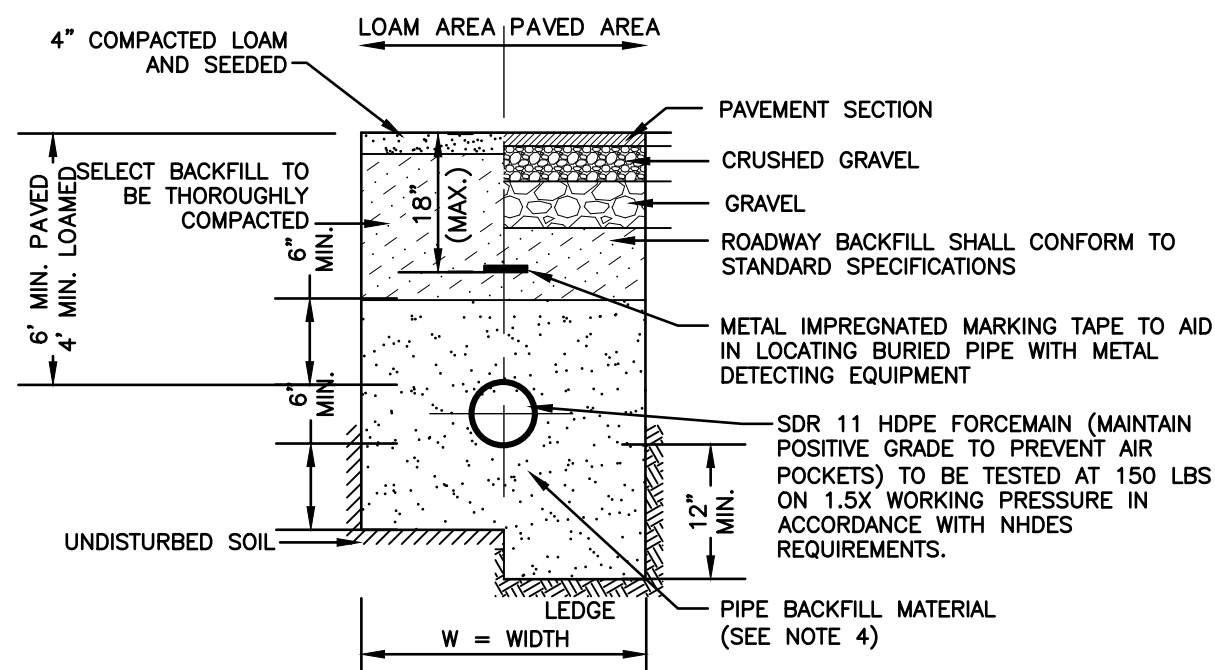 LOAM AREA
PAVED AREA
4" COMPACTED LOAM
AND SEEDED
PAVEMENT SECTION
CRUSHED GRAVEL
GRAVEL
ROADWAY BACKFILL SHALL CONFORM TO
STANDARD SPECIFICATIONS
6' MIN. PAVED
4' MIN. LOAMED
SELECT BACKFILL TO
BE THOROUGHLY
COMPACTED
18"
(MAX.)
6"
MIN.
6"
MIN.
METAL IMPREGNATED MARKING TAPE TO AID
IN LOCATING BURIED PIPE WITH METAL
DETECTING EQUIPMENT
SDR 11 HDPE FORCEMAIN (MAINTAIN
POSITIVE GRADE TO PREVENT AIR
POCKETS) TO BE TESTED AT 150 LBS
ON 1.5X WORKING PRESSURE IN
ACCORDANCE WITH NHDES
REQUIREMENTS.
12"
MIN.
UNDISTURBED SOIL
LEDGE
PIPE BACKFILL MATERIAL
(SEE NOTE 4)
W = WIDTH